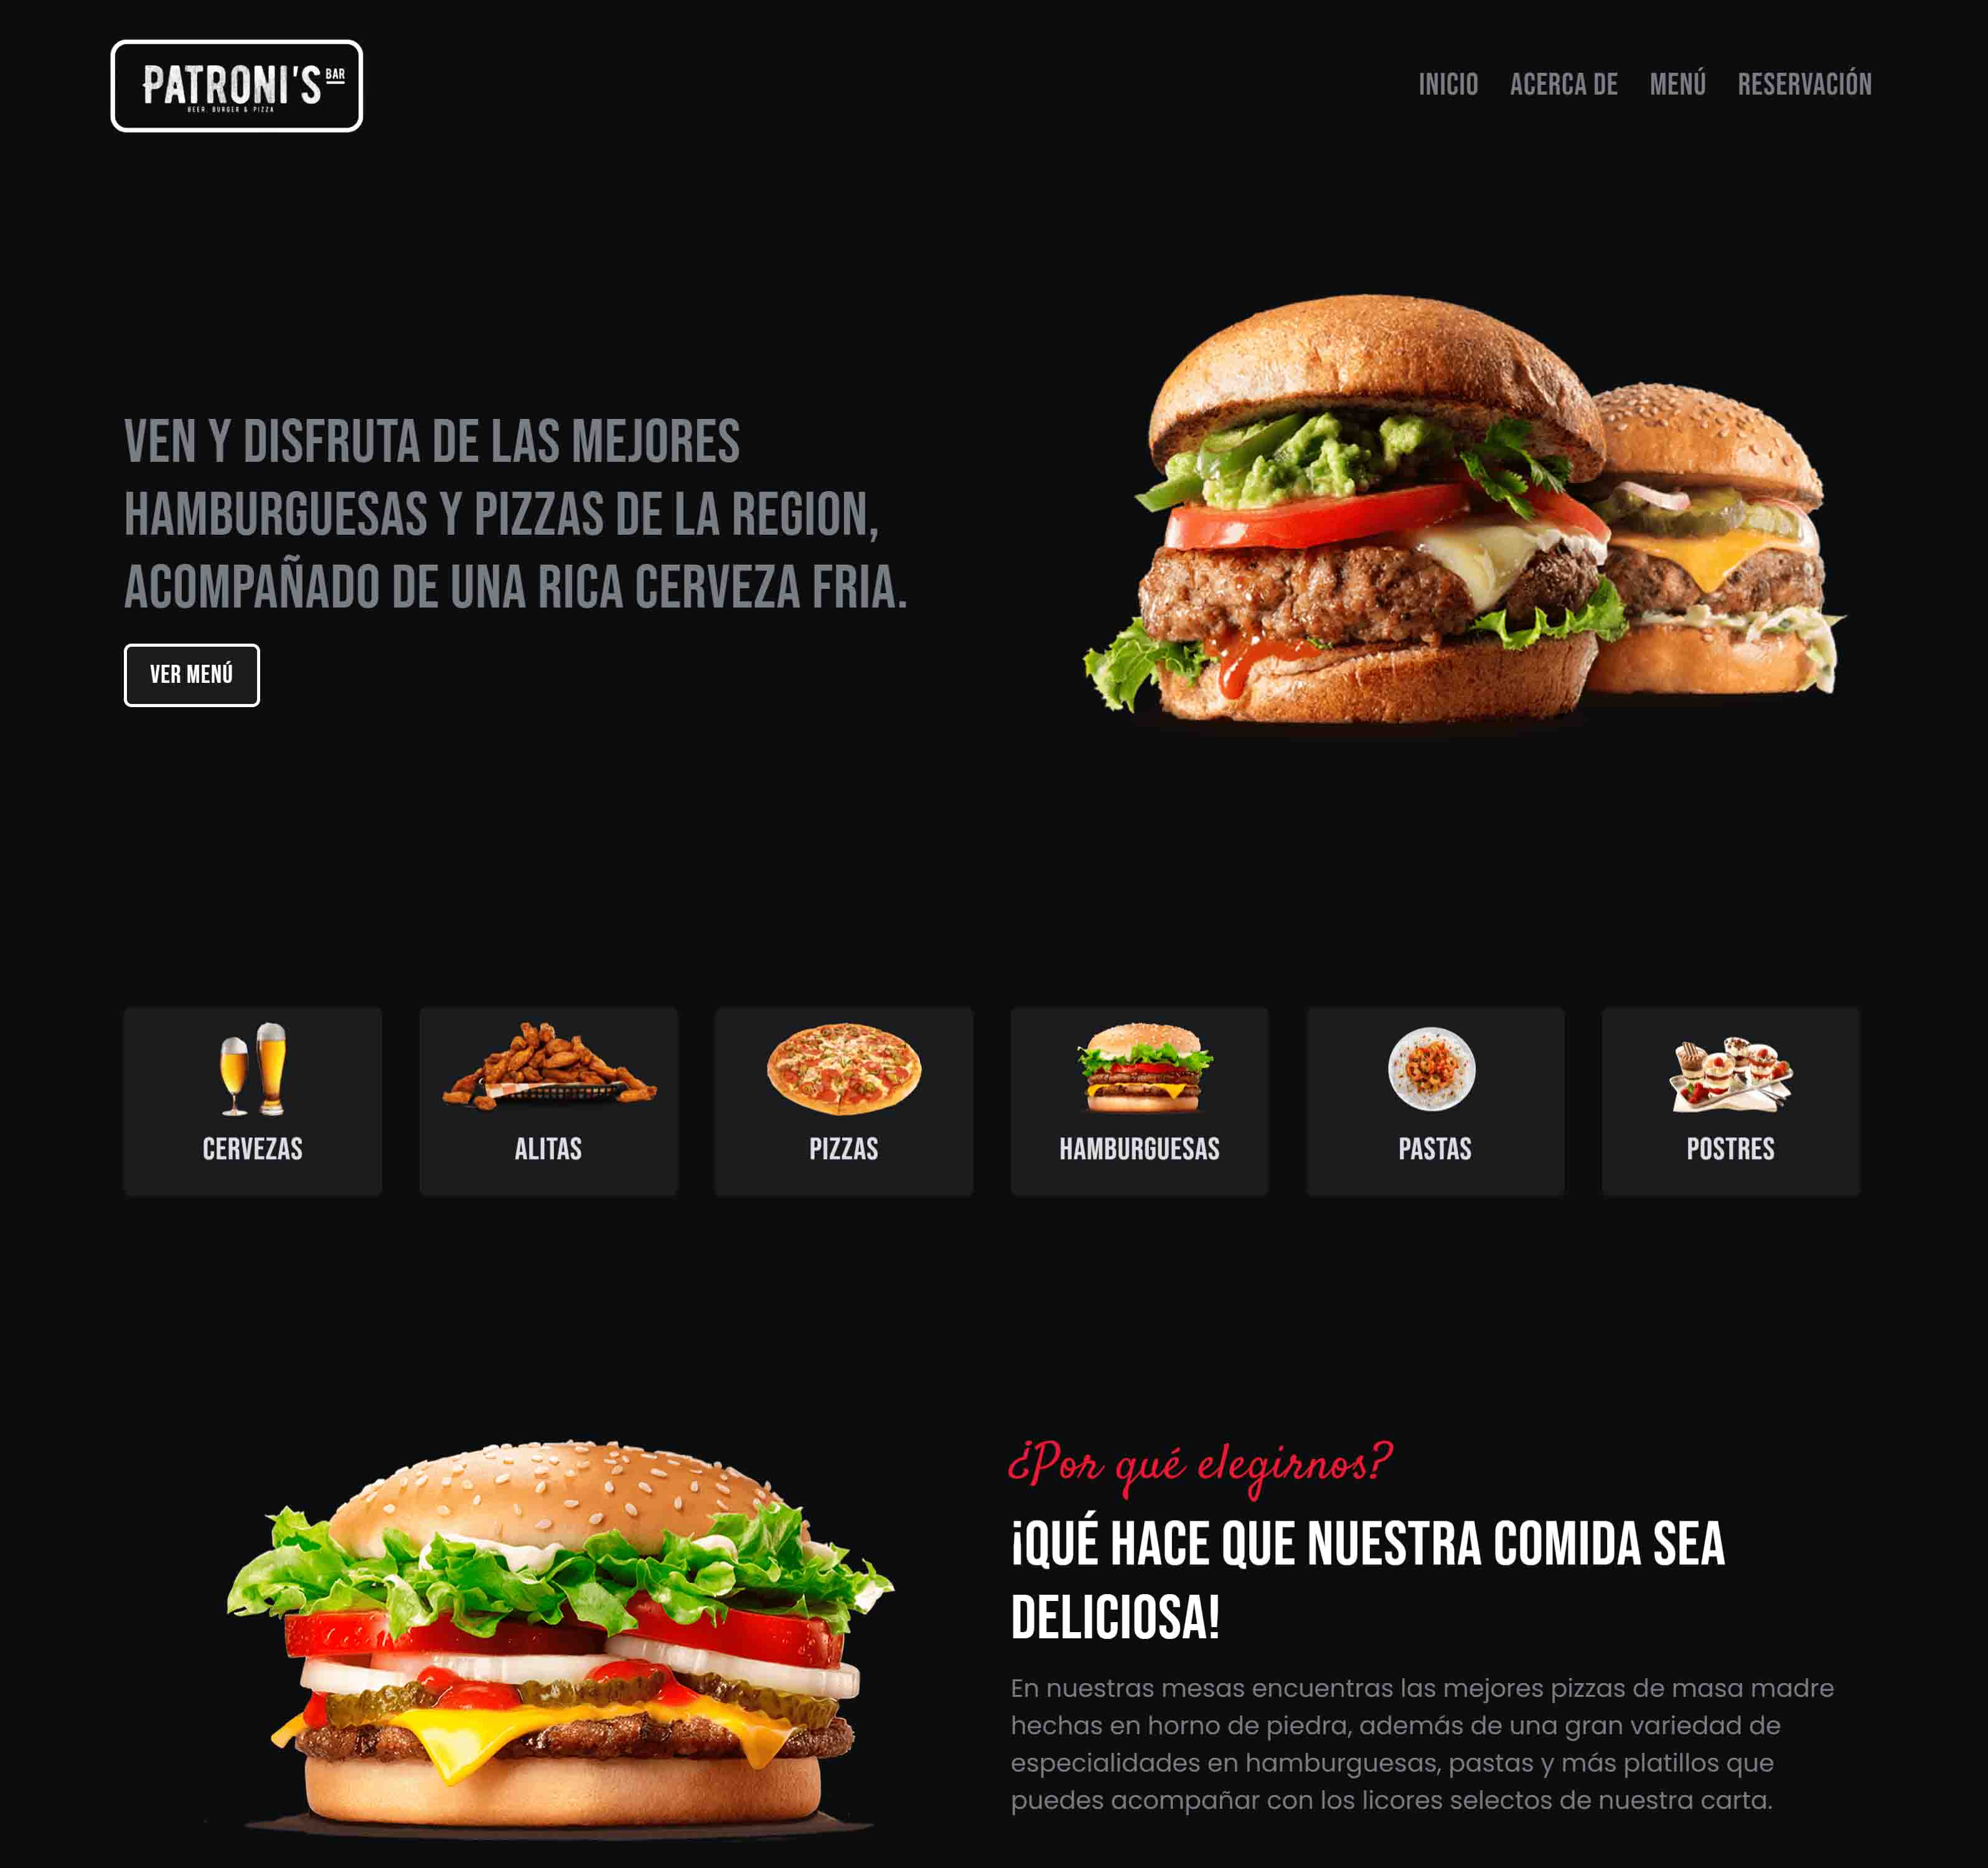 PATRONI'S BAR
BEER, BURGER & PIZZA
INICIO ACERCA DE MENÚ RESERVACIÓN
VEN Y DISFRUTA DE LAS MEJORES
HAMBURGUESAS Y PIZZAS DE LA REGION,
ACOMPAÑADO DE UNA RICA CERVEZA FRIA.
VER MENÚ
CERVEZAS ALITAS PIZZAS HAMBURGUESAS PASTAS POSTRES
¿Por qué elegirnos?
¡QUÉ HACE QUE NUESTRA COMIDA SEA
DELICIOSA!
En nuestras mesas encuentras las mejores pizzas de masa madre
hechas en horno de piedra, además de una gran variedad de
especialidades en hamburguesas, pastas y más platillos que
puedes acompañar con los licores selectos de nuestra carta.